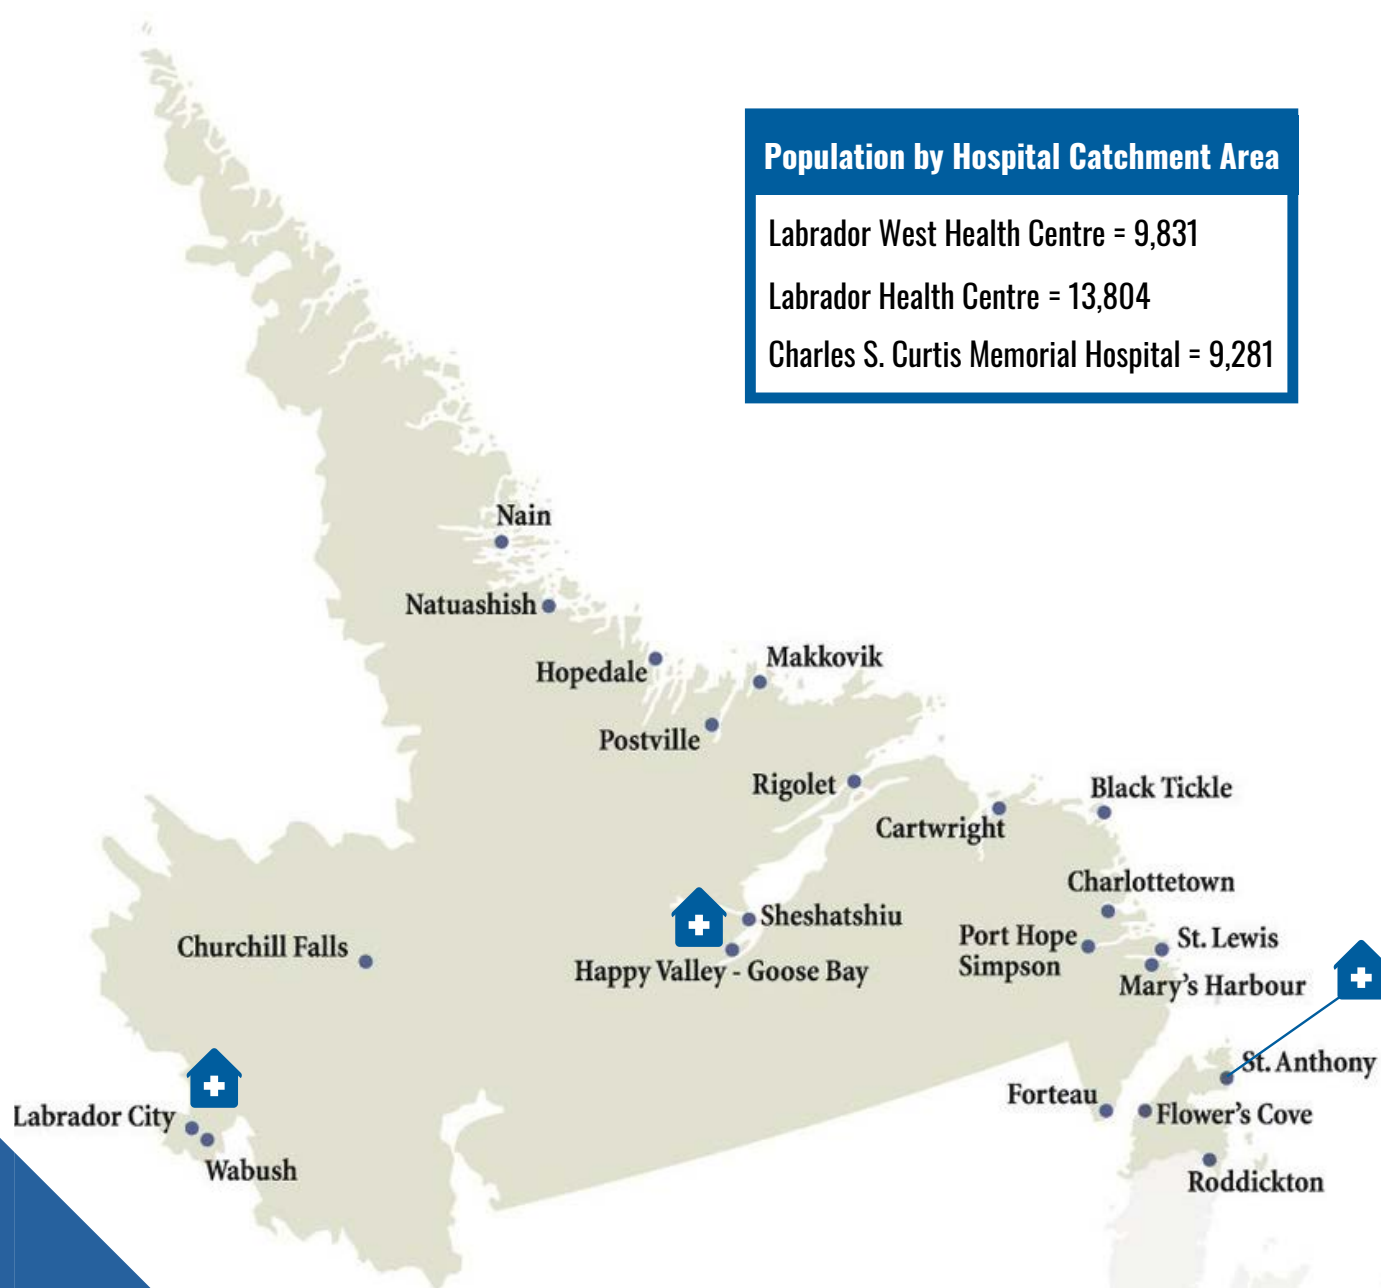 Population by Hospital Catchment Area
Labrador West Health Centre = 9,831
Labrador Health Centre = 13,804
Charles S. Curtis Memorial Hospital = 9,281
Nain
Natuashish
Hopedale
Makkovik
Postville
Rigolet
Black Tickle
Cartwright
Charlottetown
Sheshatshiu
Port Hope
Simpson
St. Lewis
Churchill Falls
Happy Valley - Goose Bay
Mary's Harbour
St. Anthony
Forteau
Flower's Cove
Labrador City
Wabush
Roddickton